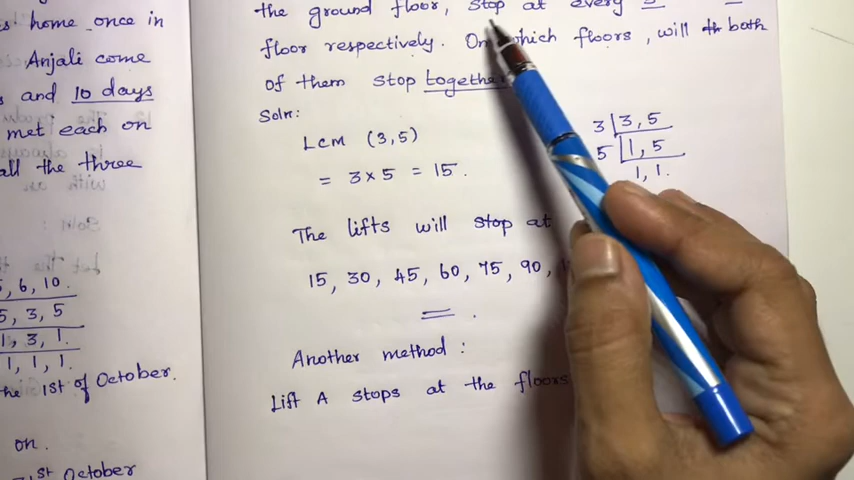 s home once in
Anjali come
s and 10 days
met each on
all the three
5, 6, 10.
5, 3, 5
1, 3, 1.
1, 1, 1.
the 1st of October.
on.
st October
the ground floor, stop at every
floor respectively. On which floors, will both
of them stop together
Soln:
LCM (3,5)
= 3 × 5 = 15.
3 | 3, 5
5 | 1, 5
1, 1.
The lifts will stop at
15, 30, 45, 60, 75, 90,
Another method :
Lift A stops at the floors